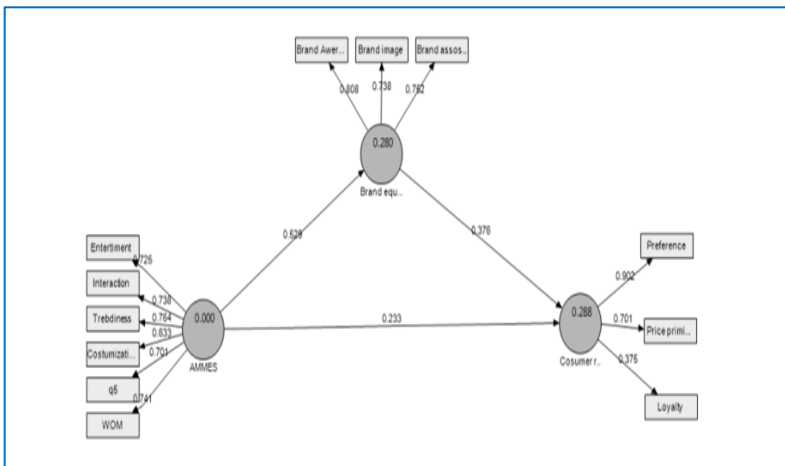 Brand Awer...
Brand image
Brand assos..
0.808
0.738
0.752
0.280
Brand equ...
0.529
0.376
Entertiment
0.725
Interaction
0.738
Trebdiness
0.764
Costumizati...
0.633
q5
0.701
WOM
0.741
0.000
AMMES
0.233
0.288
Cosumer r..
Preference
0.902
Price primi...
0.701
Loyalty
0.375